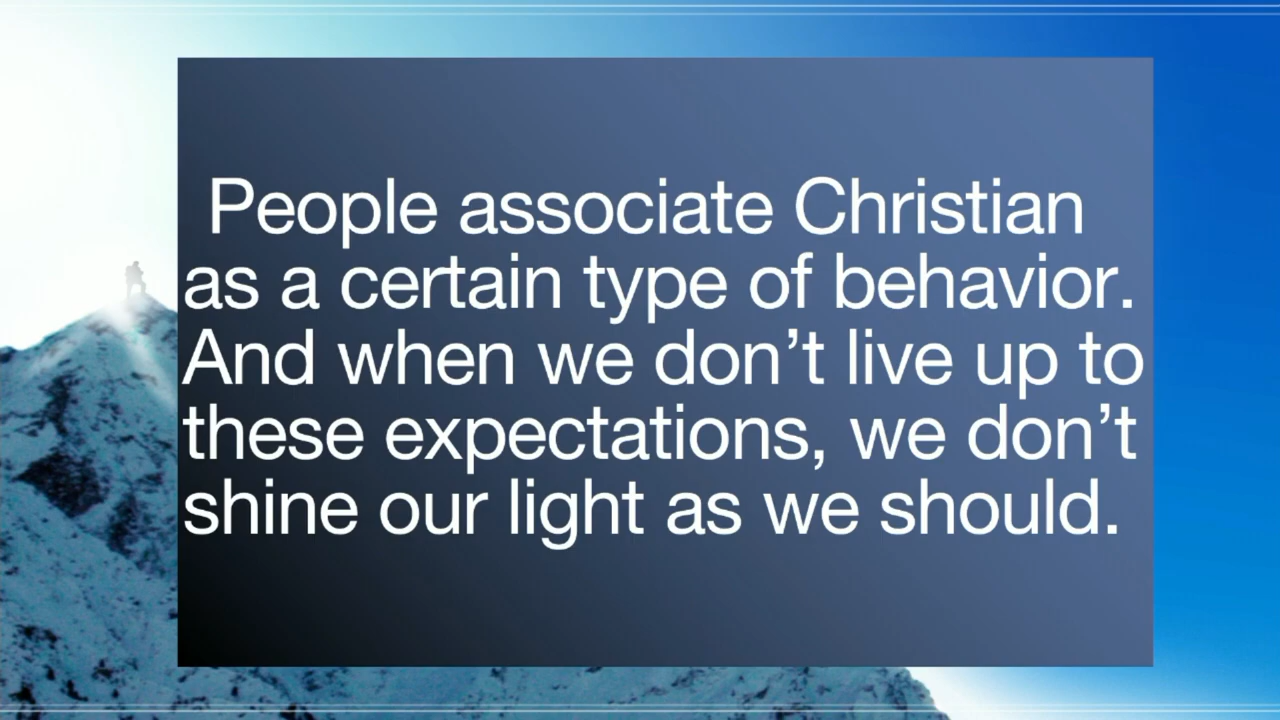 People associate Christian
as a certain type of behavior.
And when we don’t live up to
these expectations, we don’t
shine our light as we should.